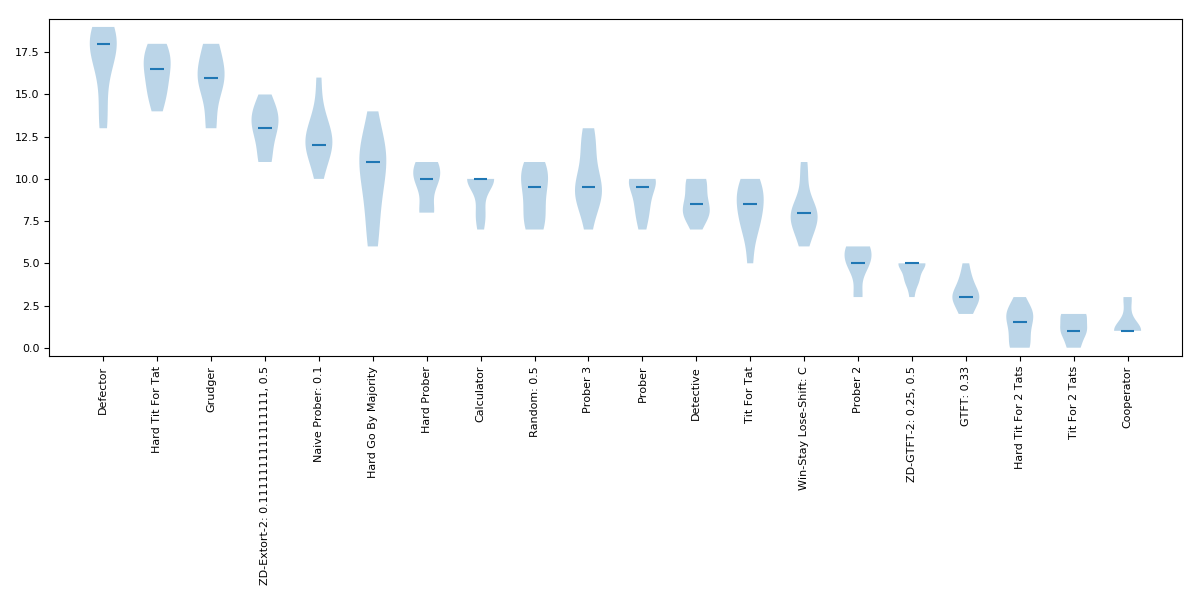 17.5
15.0
12.5
10.0
7.5
5.0
2.5
0.0
Defector
Hard Tit For Tat
Grudger
ZD-Extort-2: 0.1111111111111111, 0.5
Naive Prober: 0.1
Hard Go By Majority
Hard Prober
Calculator
Random: 0.5
Prober 3
Prober
Detective
Tit For Tat
Win-Stay Lose-Shift: C
Prober 2
ZD-GTFT-2: 0.25, 0.5
GTFT: 0.33
Hard Tit For 2 Tats
Tit For 2 Tats
Cooperator